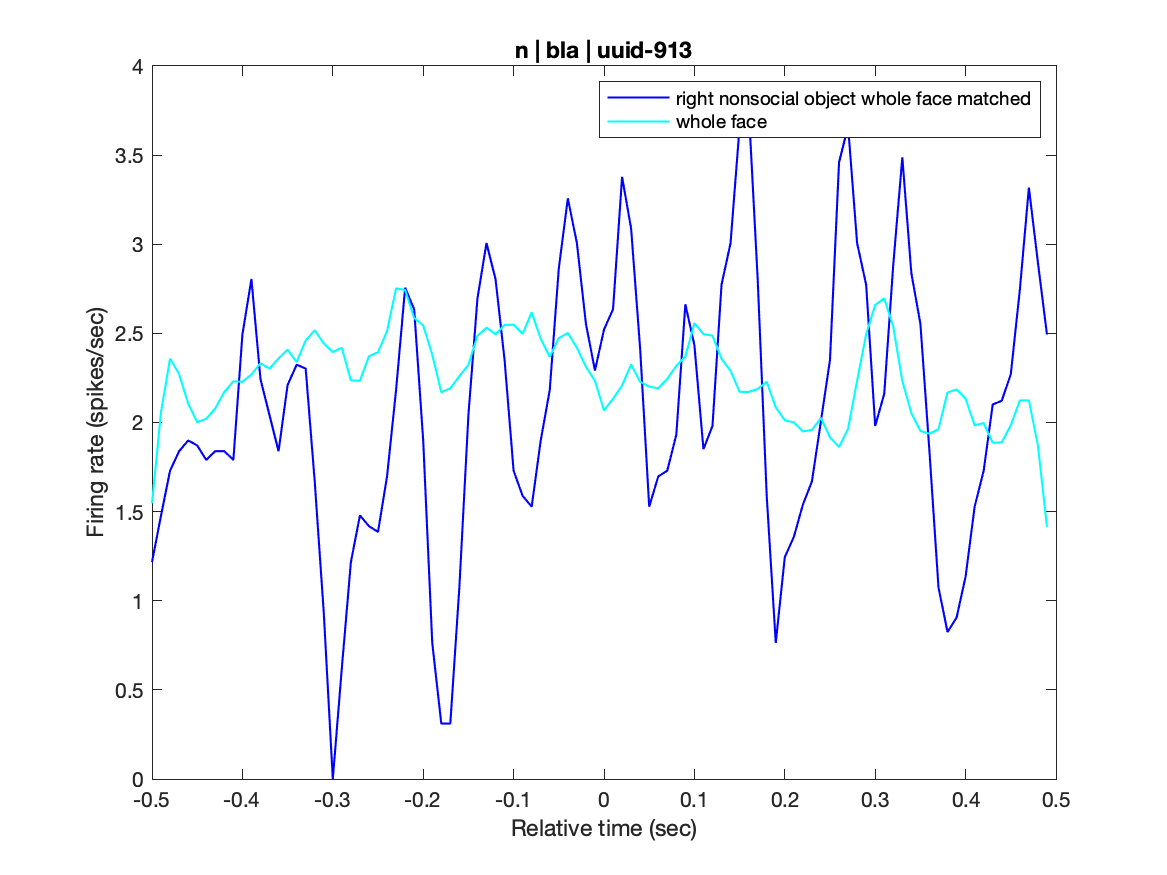 n | bla | uuid-913
right nonsocial object whole face matched
whole face
4
3.5
3
2.5
2
1.5
1
0.5
0
Firing rate (spikes/sec)
-0.5 -0.4 -0.3 -0.2 -0.1 0 0.1 0.2 0.3 0.4 0.5
Relative time (sec)